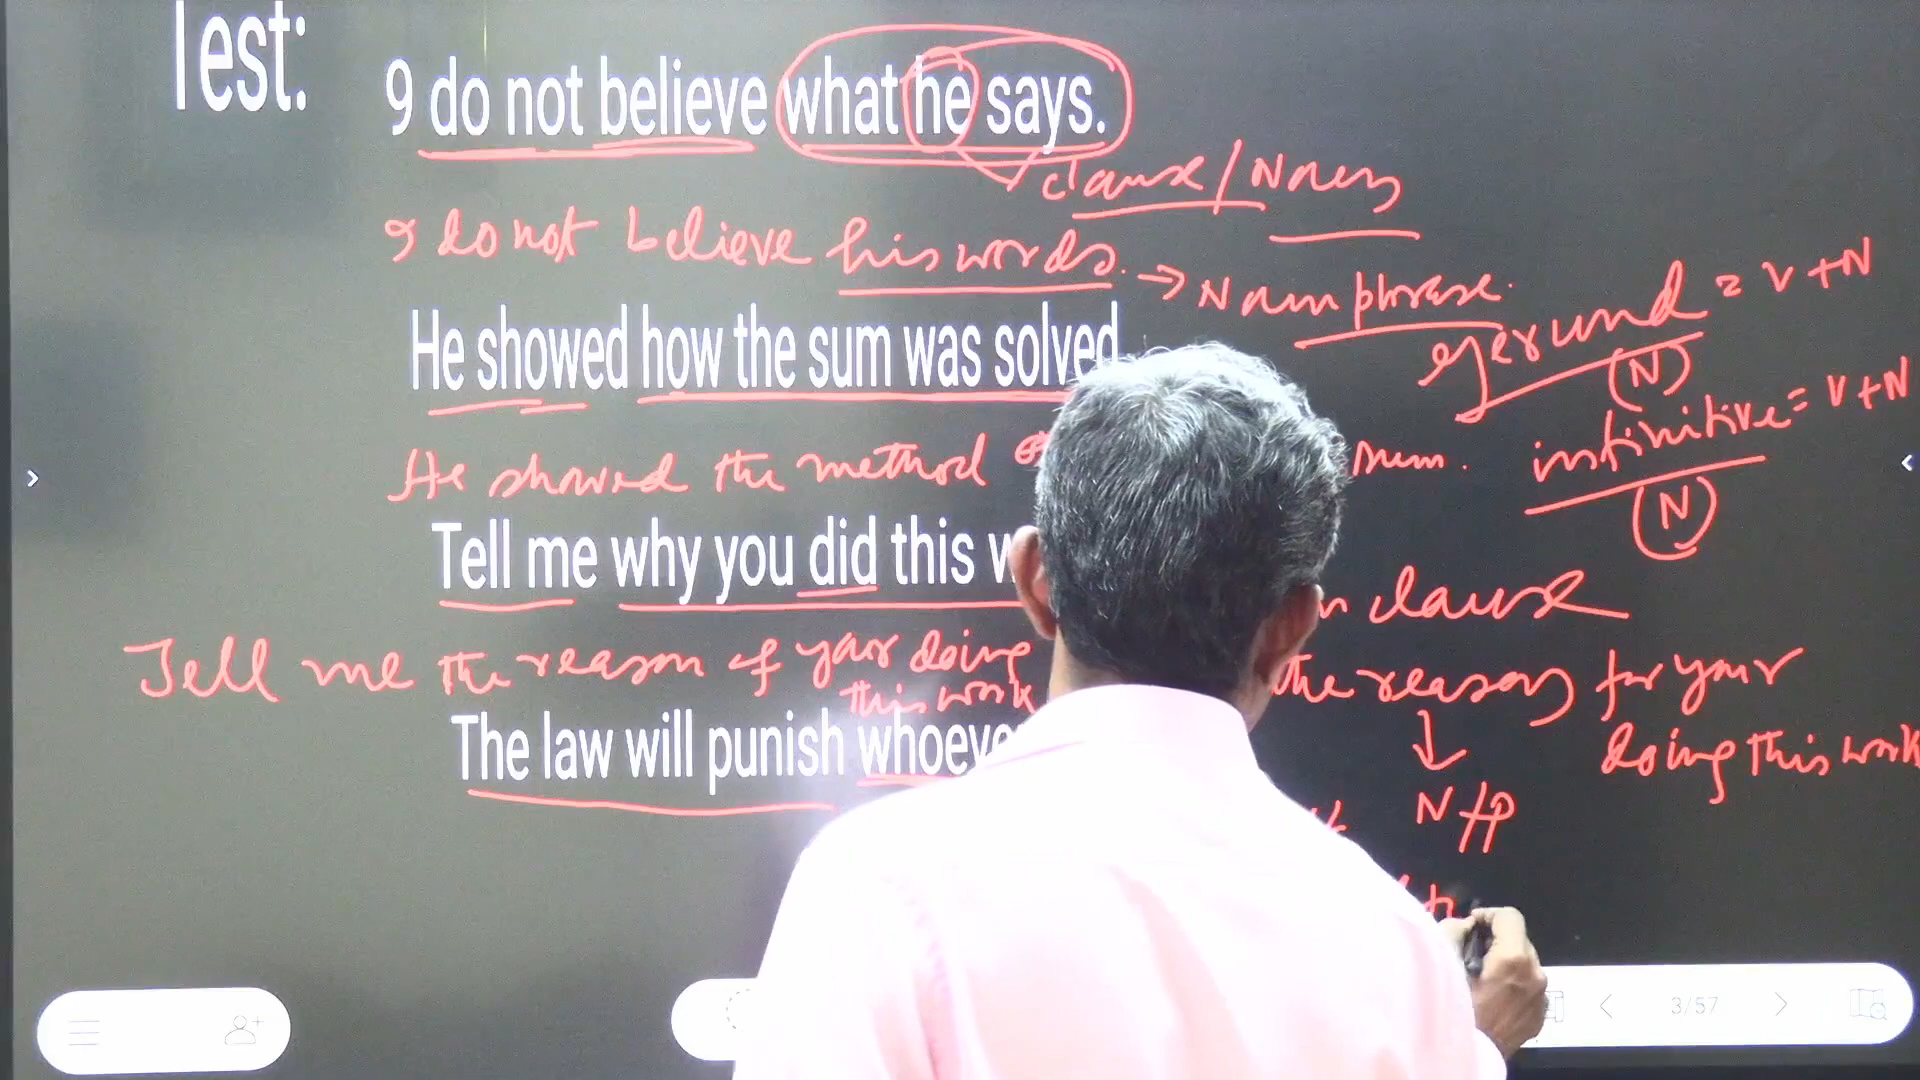 Test:
9 do not believe what he says.
clause/Noun
I do not believe his words. → Noun phrase.
gerund = V+N
(N)
He showed how the sum was solved
infinitive = V+N
(N)
He showed the method sum.
Tell me why you did this
clause
Tell me the reason of your doing
this work
the reason for your
doing this work
↓
N/P
The law will punish
3/57